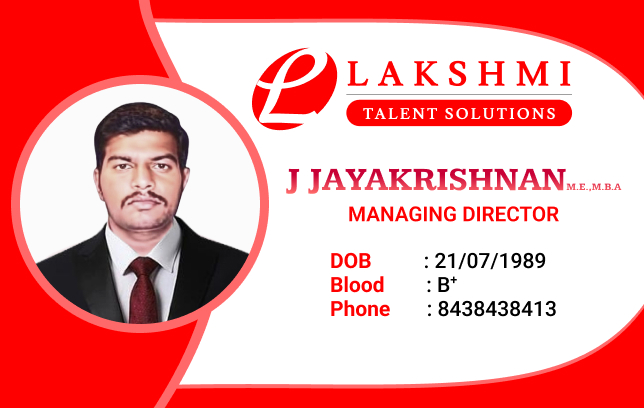 LAKSHMI
TALENT SOLUTIONS
J JAYAKRISHNAN M.E.,M.B.A
MANAGING DIRECTOR
DOB : 21/07/1989
Blood : B+
Phone : 8438438413